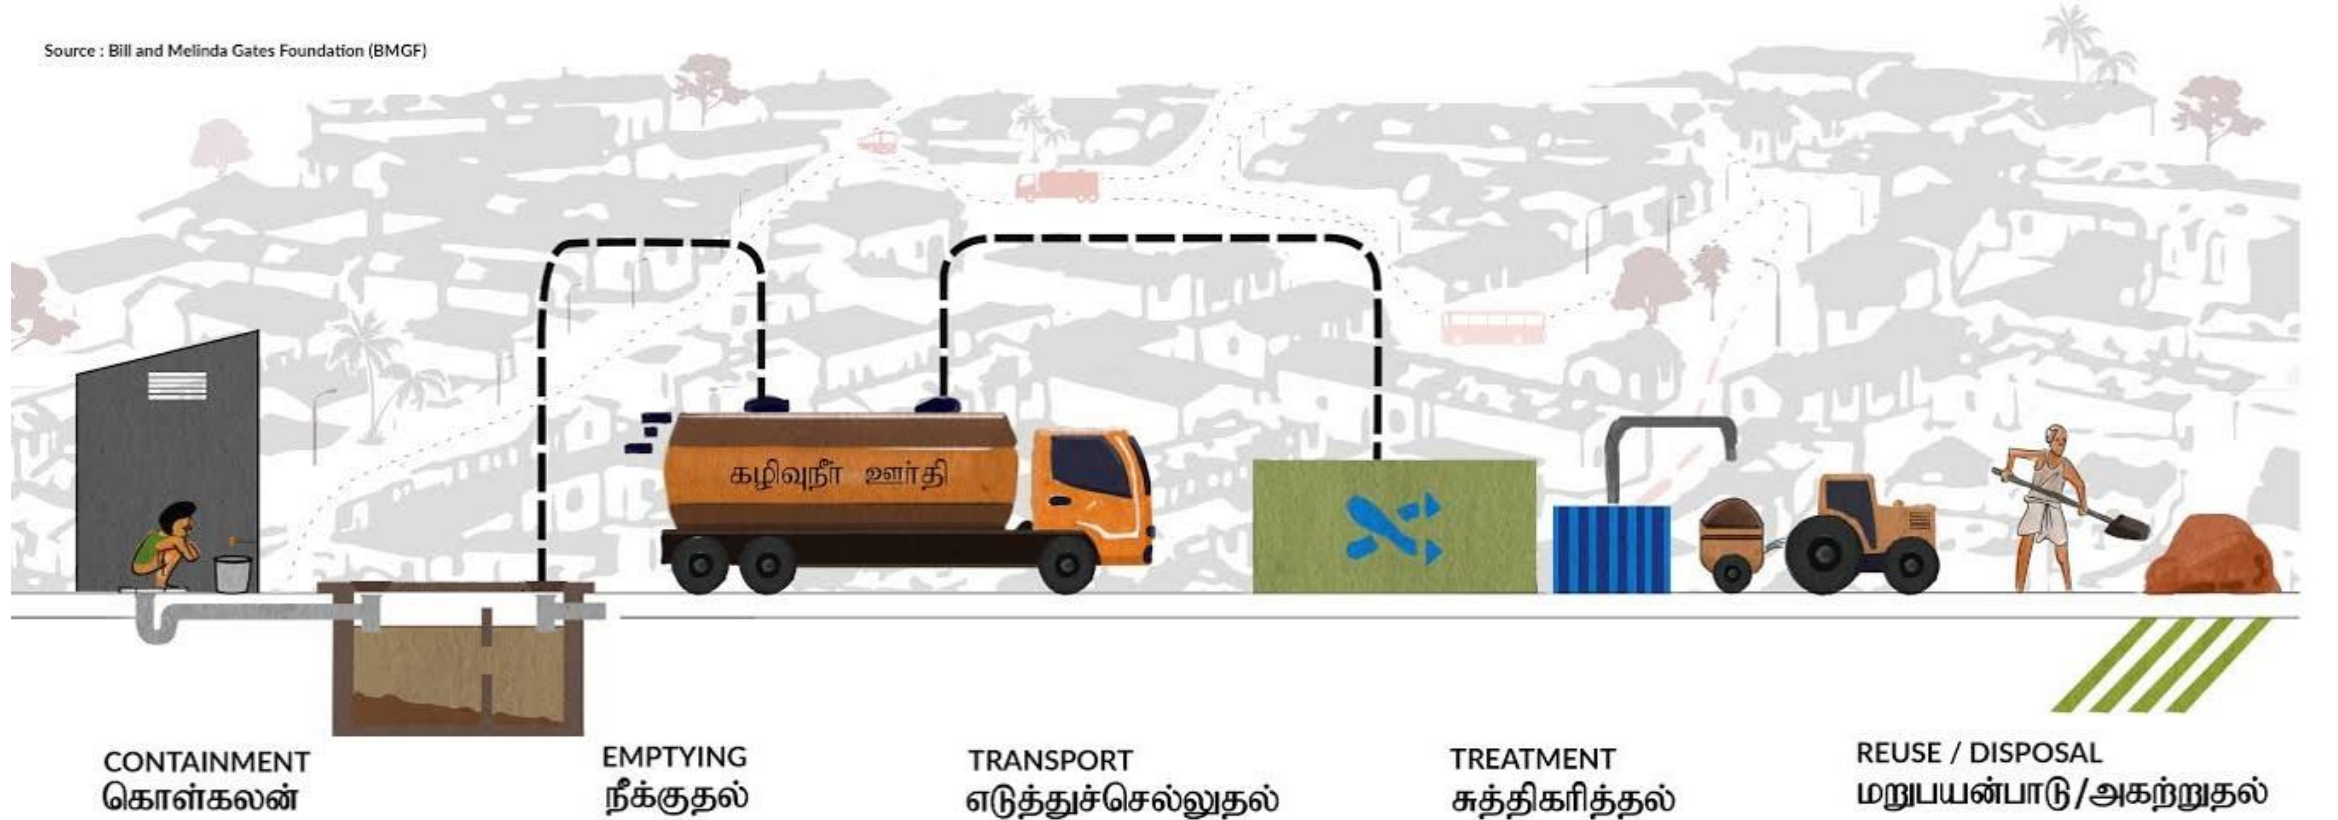 Source : Bill and Melinda Gates Foundation (BMGF)
கழிவுநீர் ஊர்தி
CONTAINMENT
கொள்கலன்
EMPTYING
நீக்குதல்
TRANSPORT
எடுத்துச்செல்லுதல்
TREATMENT
சுத்திகரித்தல்
REUSE / DISPOSAL
மறுபயன்பாடு/அகற்றுதல்